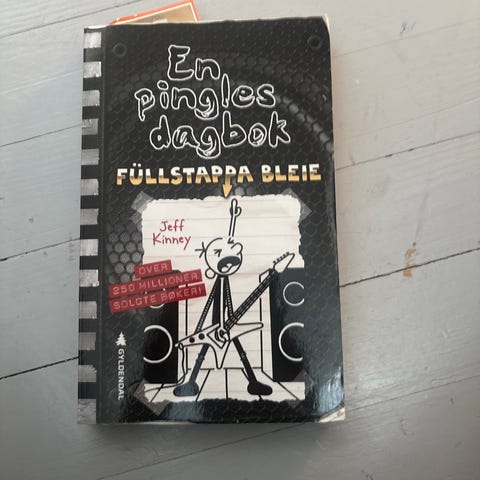 En
pingles
dagbok
FÜLLSTAPPA BLEIE
Jeff
Kinney
OVER
250 MILLIONER
SOLGTE BØKER!
GYLDENDAL